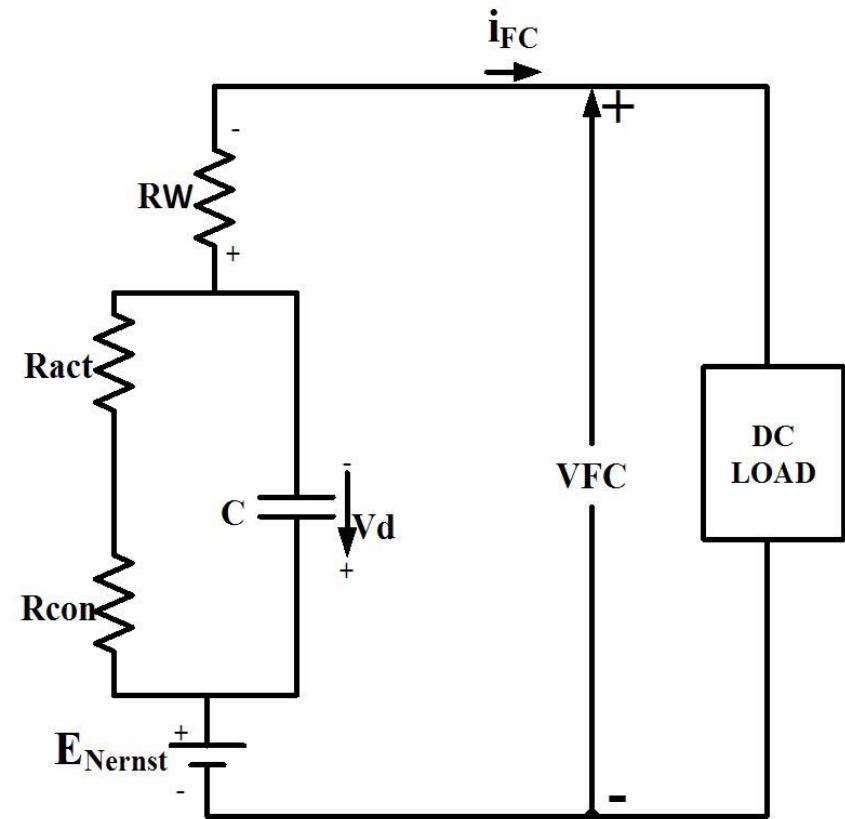 iFC
+
-
RW
+
Ract
DC
LOAD
VFC
-
C
Vd
+
Rcon
+
ENernst
-
-